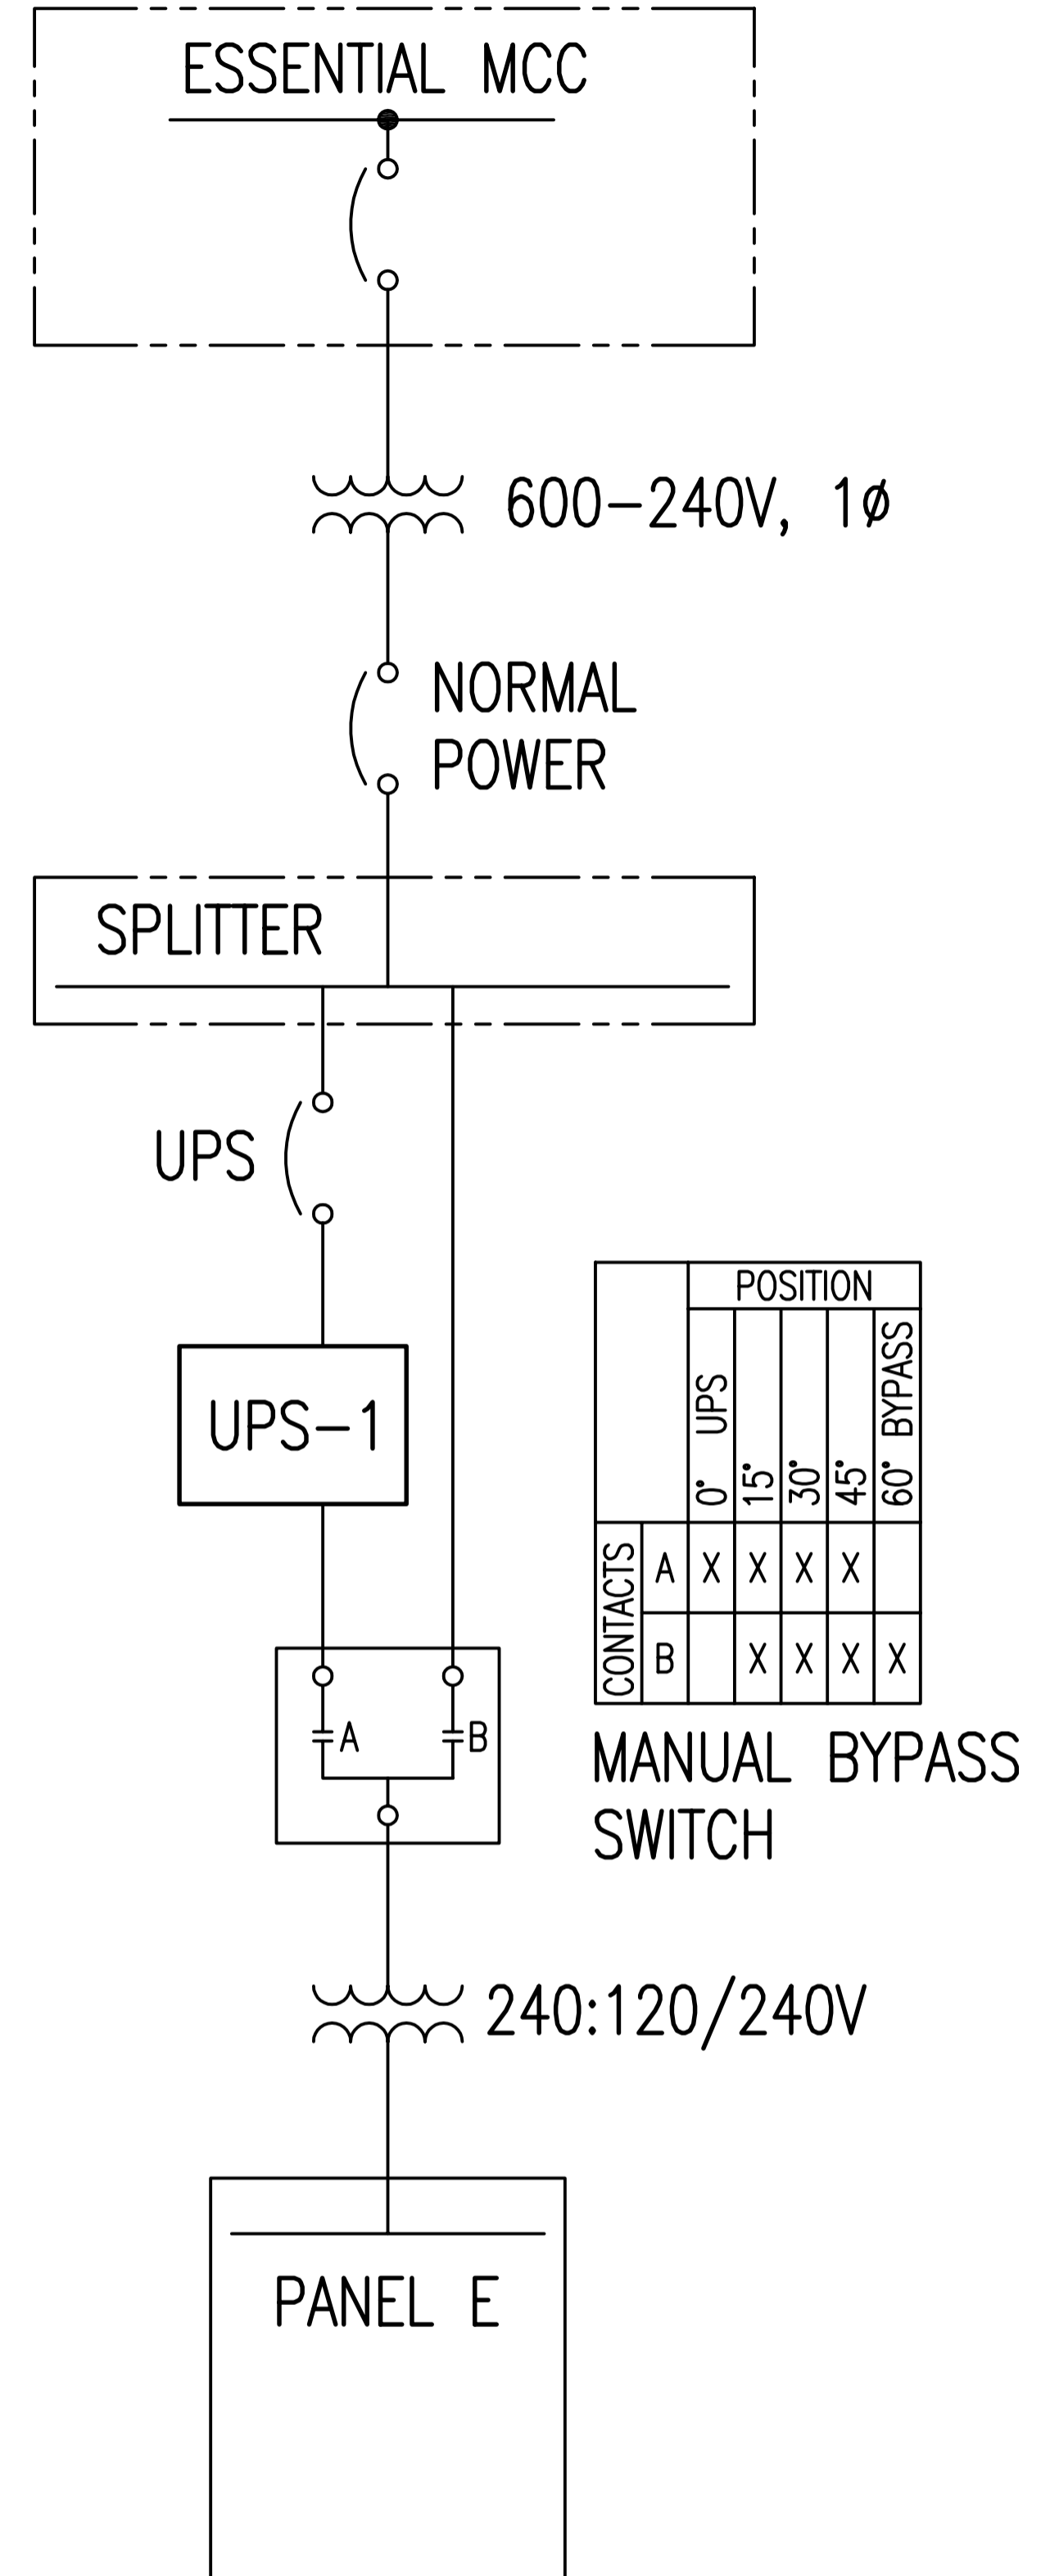 ESSENTIAL MCC
600-240V, 1ø
NORMAL
POWER
SPLITTER
UPS
UPS-1
POSITION
0° UPS
15°
30°
45°
60° BYPASS
CONTACTS
A X X X X
B X X X X
A
B
MANUAL BYPASS
SWITCH
240:120/240V
PANEL E